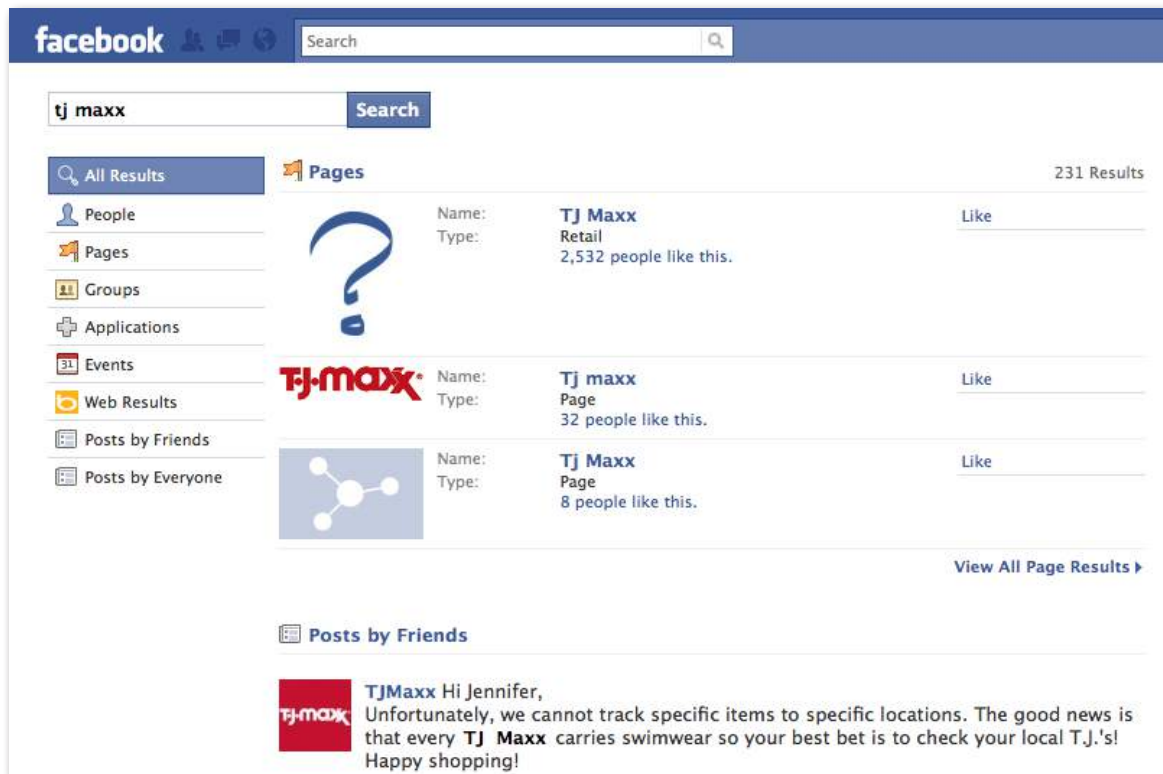 facebook
Search
tj maxx
Search
All Results
People
Pages
Groups
Applications
31
Events
Web Results
Posts by Friends
Posts by Everyone
Pages
231 Results
Name: TJ Maxx
Like
Type: Retail
2,532 people like this.
T·J·maxx®
Name: Tj maxx
Like
Type: Page
32 people like this.
Name: Tj Maxx
Like
Type: Page
8 people like this.
View All Page Results
Posts by Friends
T·J·maxx
TJMaxx Hi Jennifer,
Unfortunately, we cannot track specific items to specific locations. The good news is
that every TJ Maxx carries swimwear so your best bet is to check your local T.J.'s!
Happy shopping!